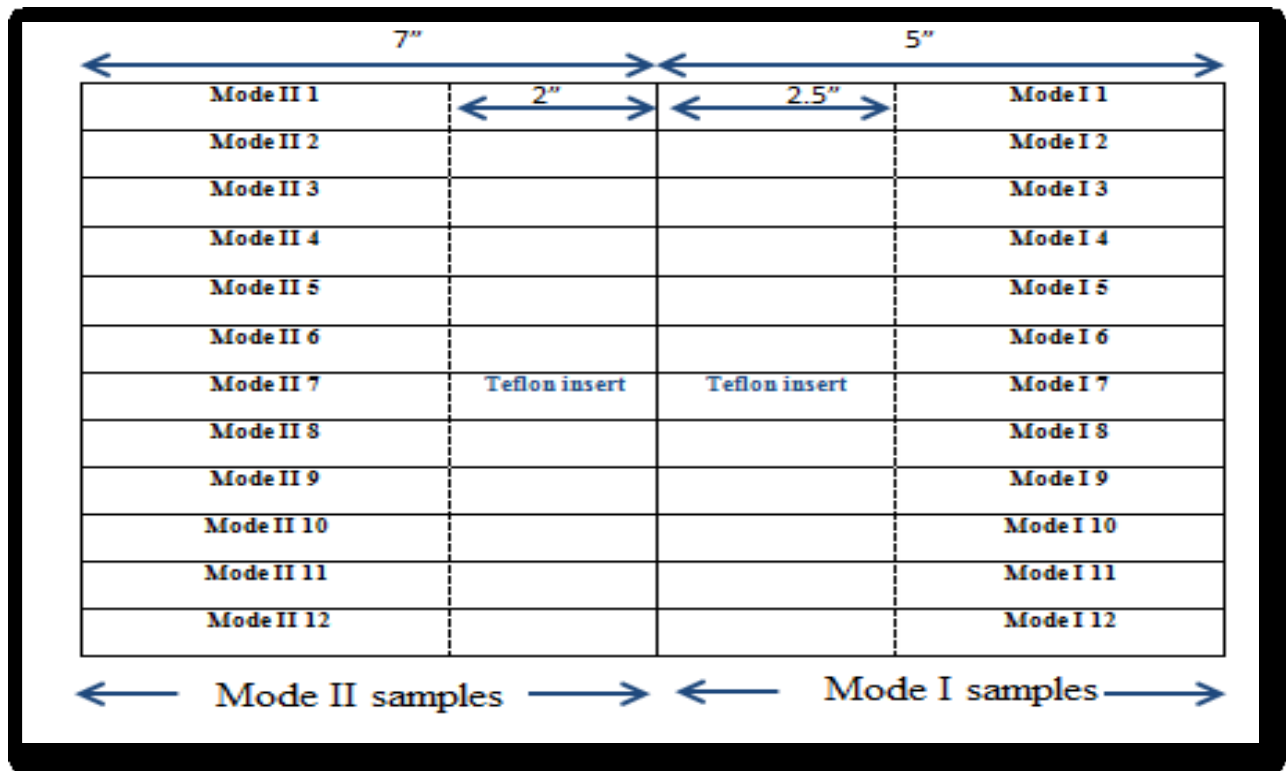 7” 5”
Mode II 1 2” 2.5” Mode I 1
Mode II 2 Mode I 2
Mode II 3 Mode I 3
Mode II 4 Mode I 4
Mode II 5 Mode I 5
Mode II 6 Mode I 6
Mode II 7 Teflon insert Teflon insert Mode I 7
Mode II 8 Mode I 8
Mode II 9 Mode I 9
Mode II 10 Mode I 10
Mode II 11 Mode I 11
Mode II 12 Mode I 12
Mode II samples Mode I samples